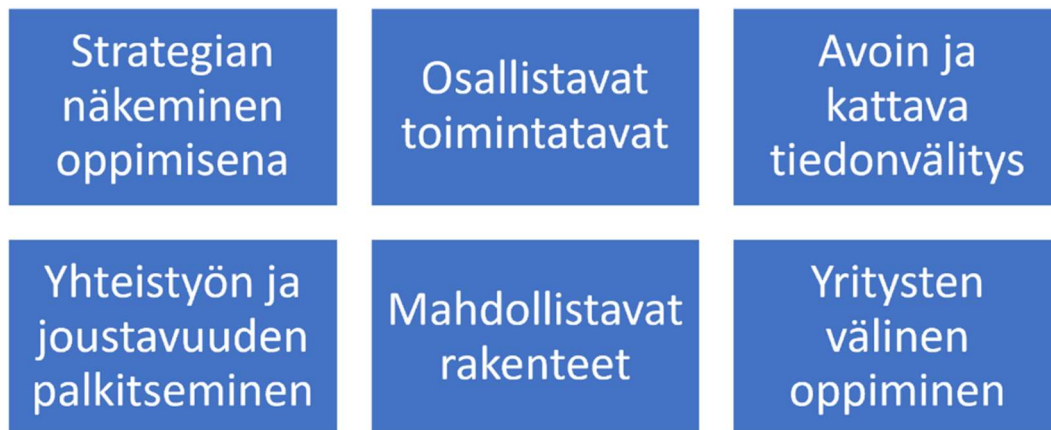 Strategian
näkeminen
oppimisena
Osallistavat
toimintatavat
Avoin ja
kattava
tiedonvälitys
Yhteistyön ja
joustavuuden
palkitseminen
Mahdollistavat
rakenteet
Yritysten
välinen
oppiminen